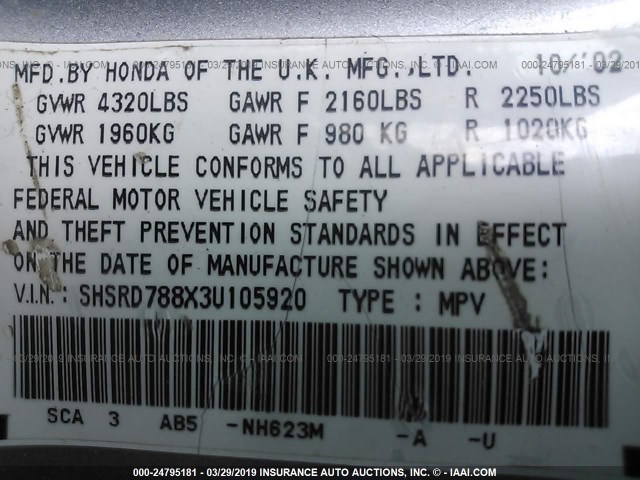 MFD.BY HONDA OF THE U.K. MFG.,LTD. 10/02
GVWR 4320LBS GAWR F 2160LBS R 2250LBS
GVWR 1960KG GAWR F 980 KG R 1020KG
THIS VEHICLE CONFORMS TO ALL APPLICABLE
FEDERAL MOTOR VEHICLE SAFETY
AND THEFT PREVENTION STANDARDS IN EFFECT
ON THE DATE OF MANUFACTURE SHOWN ABOVE:
V.I.N.: SHSRD788X3U105920 TYPE: MPV
SCA 3 AB5 -NH623M -A -U
000-24795181 - 03/29/2019 INSURANCE AUTO AUCTIONS, INC. © - IAAI.COM